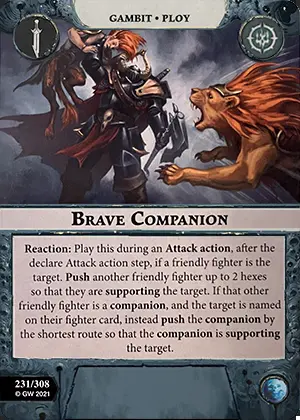 GAMBIT • PLOY
BRAVE COMPANION
Reaction: Play this during an Attack action, after the
declare Attack action step, if a friendly fighter is the
target. Push another friendly fighter up to 2 hexes
so that they are supporting the target. If that other
friendly fighter is a companion, and the target is named
on their fighter card, instead push the companion by
the shortest route so that the companion is supporting
the target.
231/308
© GW 2021